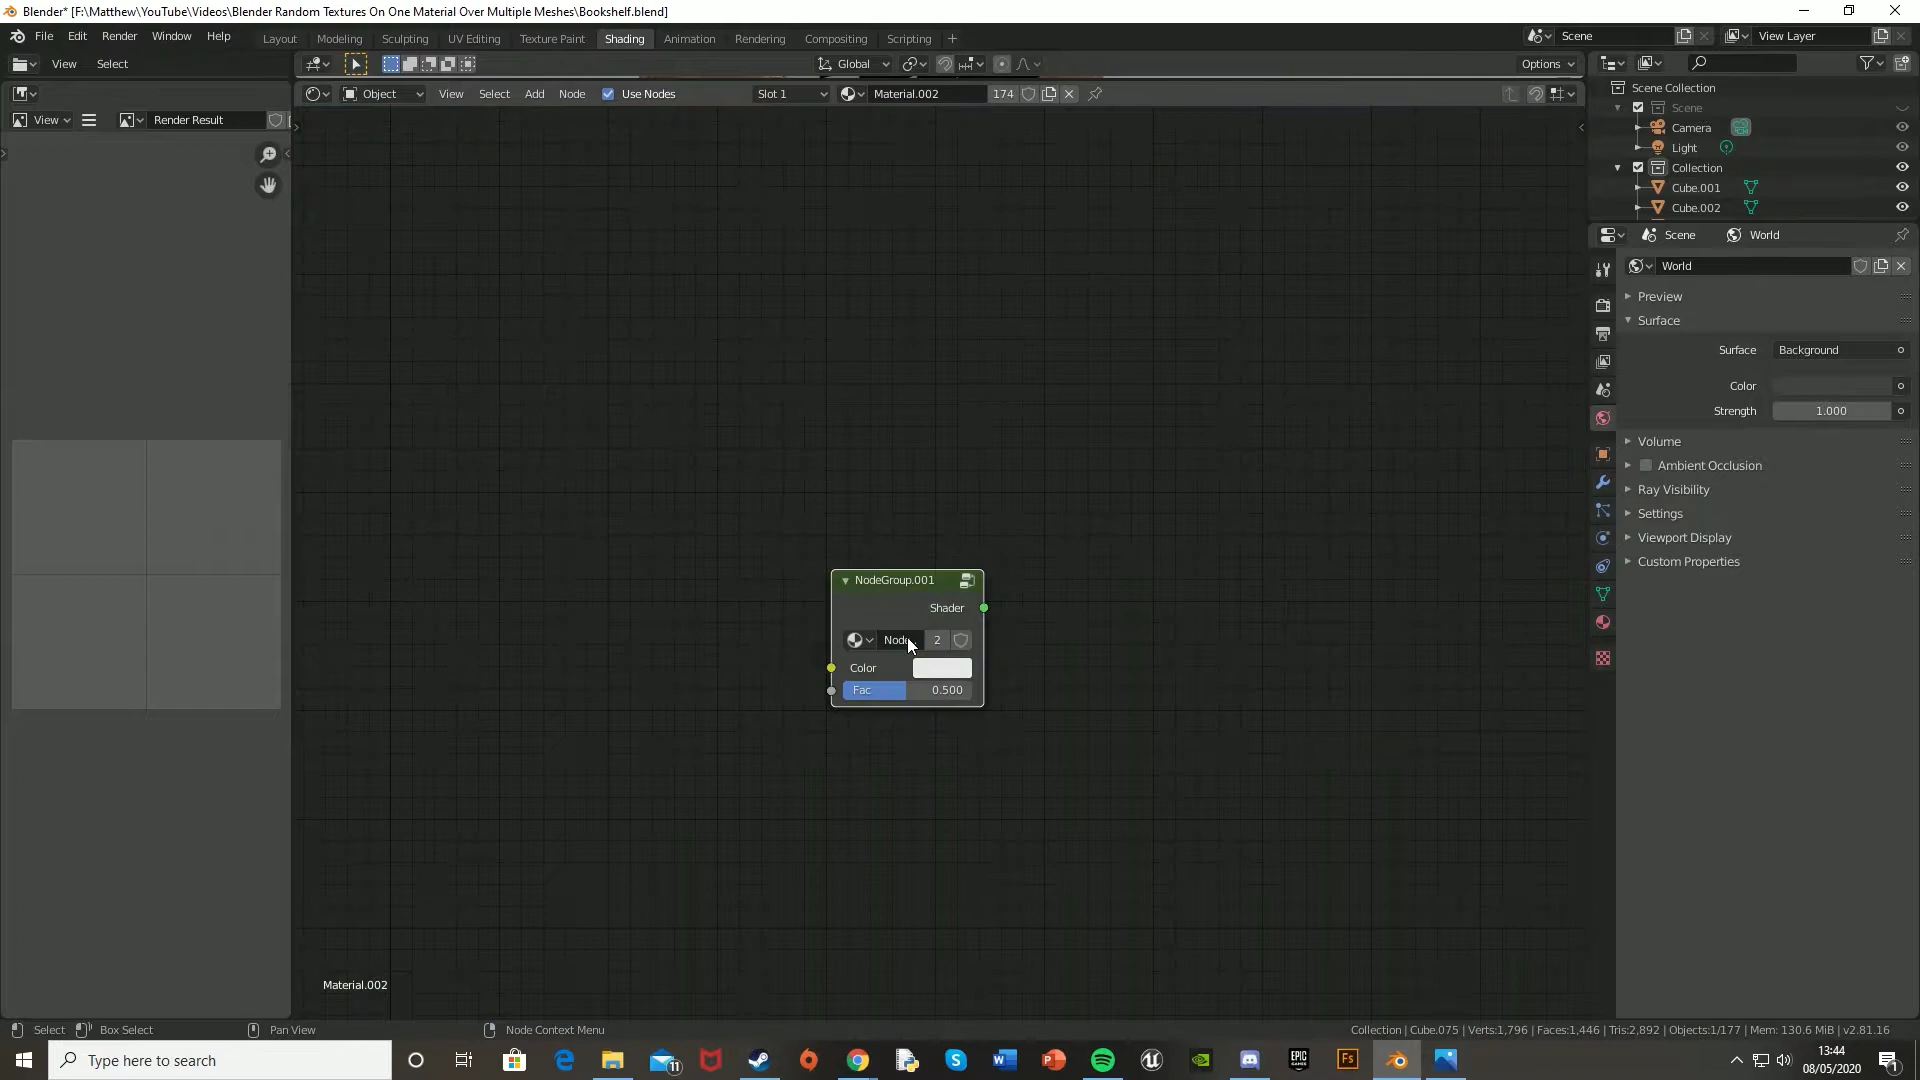 Blender* [F:\Matthew\YouTube\Videos\Blender Random Textures On One Material Over Multiple Meshes\Bookshelf.blend]
File Edit Render Window Help Layout Modeling Sculpting UV Editing Texture Paint Shading Animation Rendering Compositing Scripting + Scene View Layer
View Select Global Options
Object View Select Add Node Use Nodes Slot 1 Material.002 174
View Render Result
Scene Collection
Scene
Camera
Light
Collection
Cube.001
Cube.002
Scene World
World
Preview
Surface
Surface Background
Color
Strength 1.000
Volume
Ambient Occlusion
Ray Visibility
Settings
Viewport Display
Custom Properties
NodeGroup.001
Shader
Node 2
Color
Fac 0.500
Material.002
Select Box Select Pan View Node Context Menu Collection | Cube.075 | Verts:1,796 | Faces:1,446 | Tris:2,892 | Objects:1/177 | Mem: 130.6 MiB | v2.81.16
Type here to search 11 13:44
08/05/2020 1